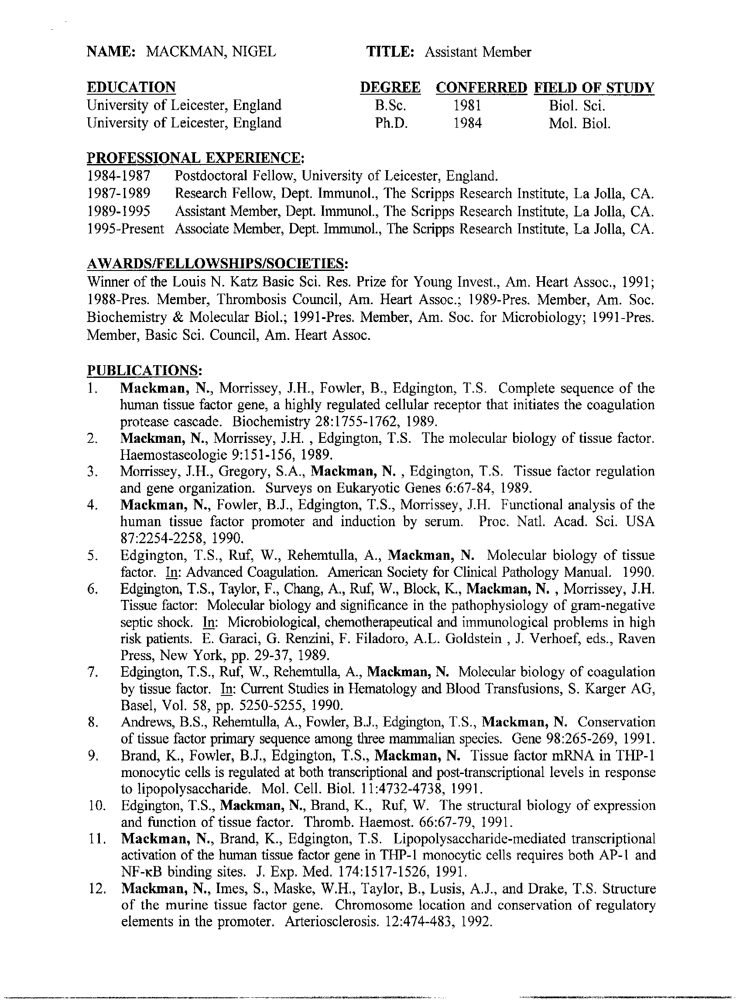 NAME: MACKMAN, NIGEL TITLE: Assistant Member
EDUCATION DEGREE CONFERRED FIELD OF STUDY
University of Leicester, England B.Sc. 1981 Biol. Sci.
University of Leicester, England Ph.D. 1984 Mol. Biol.
PROFESSIONAL EXPERIENCE:
1984-1987 Postdoctoral Fellow, University of Leicester, England.
1987-1989 Research Fellow, Dept. Immunol., The Scripps Research Institute, La Jolla, CA.
1989-1995 Assistant Member, Dept. Immunol., The Scripps Research Institute, La Jolla, CA.
1995-Present Associate Member, Dept. Immunol., The Scripps Research Institute, La Jolla, CA.
AWARDS/FELLOWSHIPS/SOCIETIES:
Winner of the Louis N. Katz Basic Sci. Res. Prize for Young Invest., Am. Heart Assoc., 1991;
1988-Pres. Member, Thrombosis Council, Am. Heart Assoc.; 1989-Pres. Member, Am. Soc.
Biochemistry & Molecular Biol.; 1991-Pres. Member, Am. Soc. for Microbiology; 1991-Pres.
Member, Basic Sci. Council, Am. Heart Assoc.
PUBLICATIONS:
1. Mackman, N., Morrissey, J.H., Fowler, B., Edgington, T.S. Complete sequence of the
human tissue factor gene, a highly regulated cellular receptor that initiates the coagulation
protease cascade. Biochemistry 28:1755-1762, 1989.
2. Mackman, N., Morrissey, J.H. , Edgington, T.S. The molecular biology of tissue factor.
Haemostaseologie 9:151-156, 1989.
3. Morrissey, J.H., Gregory, S.A., Mackman, N. , Edgington, T.S. Tissue factor regulation
and gene organization. Surveys on Eukaryotic Genes 6:67-84, 1989.
4. Mackman, N., Fowler, B.J., Edgington, T.S., Morrissey, J.H. Functional analysis of the
human tissue factor promoter and induction by serum. Proc. Natl. Acad. Sci. USA
87:2254-2258, 1990.
5. Edgington, T.S., Ruf, W., Rehemtulla, A., Mackman, N. Molecular biology of tissue
factor. In: Advanced Coagulation. American Society for Clinical Pathology Manual. 1990.
6. Edgington, T.S., Taylor, F., Chang, A., Ruf, W., Block, K., Mackman, N. , Morrissey, J.H.
Tissue factor: Molecular biology and significance in the pathophysiology of gram-negative
septic shock. In: Microbiological, chemotherapeutical and immunological problems in high
risk patients. E. Garaci, G. Renzini, F. Filadoro, A.L. Goldstein , J. Verhoef, eds., Raven
Press, New York, pp. 29-37, 1989.
7. Edgington, T.S., Ruf, W., Rehemtulla, A., Mackman, N. Molecular biology of coagulation
by tissue factor. In: Current Studies in Hematology and Blood Transfusions, S. Karger AG,
Basel, Vol. 58, pp. 5250-5255, 1990.
8. Andrews, B.S., Rehemtulla, A., Fowler, B.J., Edgington, T.S., Mackman, N. Conservation
of tissue factor primary sequence among three mammalian species. Gene 98:265-269, 1991.
9. Brand, K., Fowler, B.J., Edgington, T.S., Mackman, N. Tissue factor mRNA in THP-1
monocytic cells is regulated at both transcriptional and post-transcriptional levels in response
to lipopolysaccharide. Mol. Cell. Biol. 11:4732-4738, 1991.
10. Edgington, T.S., Mackman, N., Brand, K., Ruf, W. The structural biology of expression
and function of tissue factor. Thromb. Haemost. 66:67-79, 1991.
11. Mackman, N., Brand, K., Edgington, T.S. Lipopolysaccharide-mediated transcriptional
activation of the human tissue factor gene in THP-1 monocytic cells requires both AP-1 and
NF-κB binding sites. J. Exp. Med. 174:1517-1526, 1991.
12. Mackman, N., Imes, S., Maske, W.H., Taylor, B., Lusis, A.J., and Drake, T.S. Structure
of the murine tissue factor gene. Chromosome location and conservation of regulatory
elements in the promoter. Arteriosclerosis. 12:474-483, 1992.